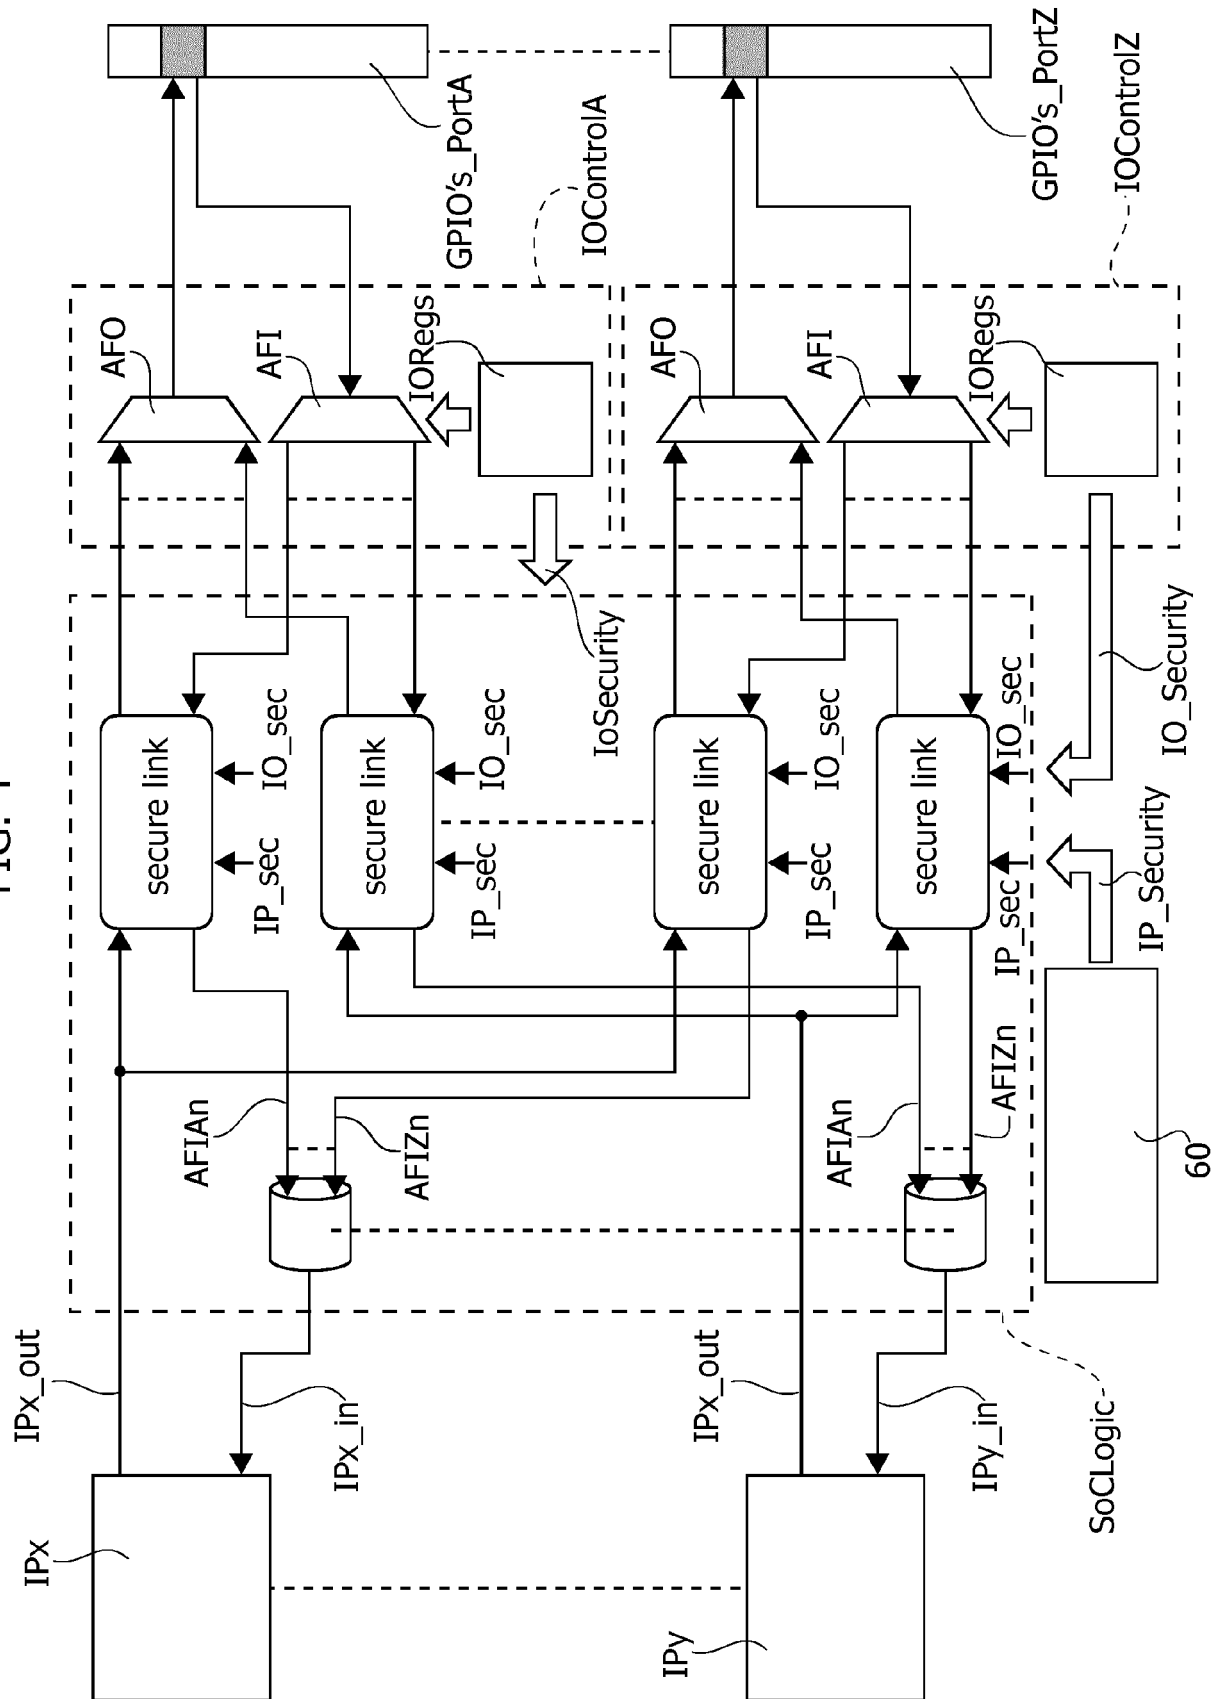 FIG.
IPx
IPx_out
AFO
secure link
AFIAn
IP_sec
IO_sec
AFI
IPx_in
secure link
AFIZn
IORegs
GPIO's_PortA
IP_sec
IO_sec
IOControlA
IoSecurity
IPy
AFO
IPx_out
secure link
IP_sec
IO_sec
AFI
AFIAn
secure link
IPy_in
AFIZn
IP_sec
IO_sec
IORegs
GPIO's_PortZ
SoCLogic
IOControlZ
IP_Security
IO_Security
60